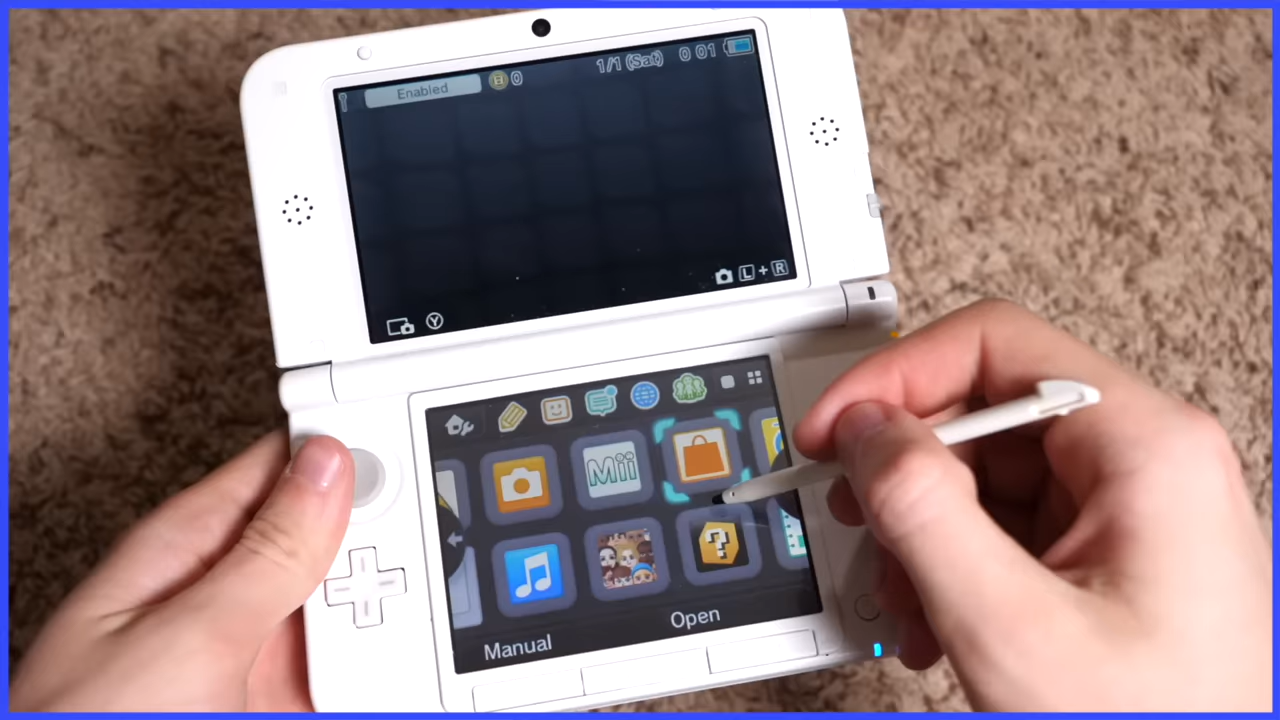 Enabled
0
1/1 (Sat)
0 01
Y
L + R
Mii
?
Manual
Open